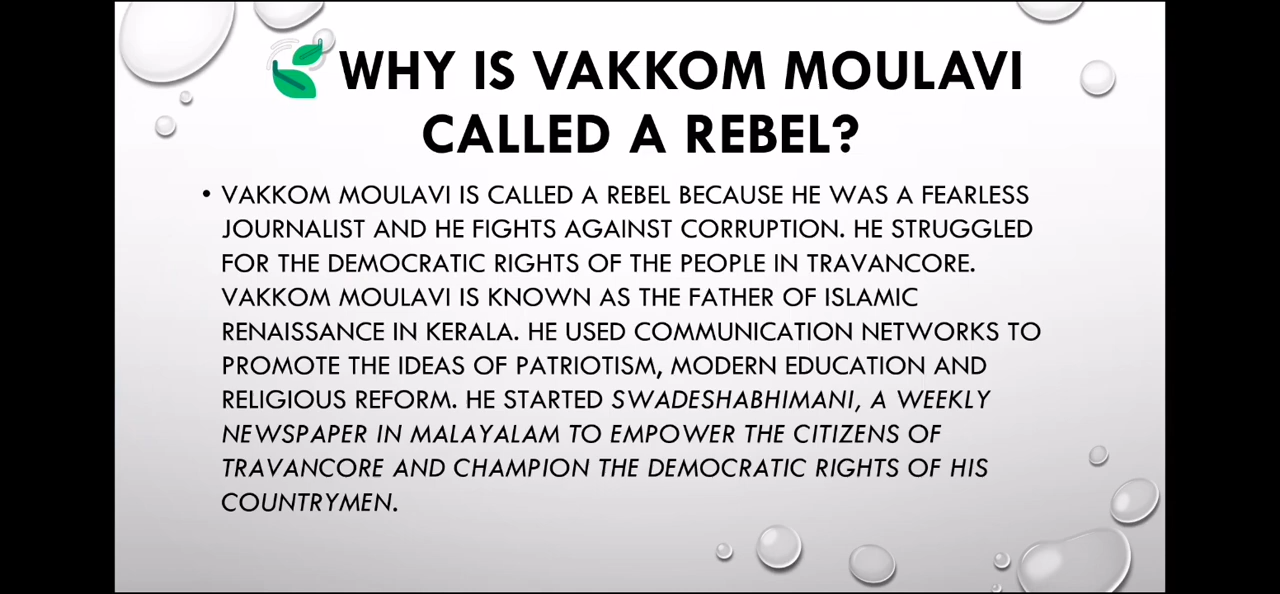 WHY IS VAKKOM MOULAVI
CALLED A REBEL?
• VAKKOM MOULAVI IS CALLED A REBEL BECAUSE HE WAS A FEARLESS
JOURNALIST AND HE FIGHTS AGAINST CORRUPTION. HE STRUGGLED
FOR THE DEMOCRATIC RIGHTS OF THE PEOPLE IN TRAVANCORE.
VAKKOM MOULAVI IS KNOWN AS THE FATHER OF ISLAMIC
RENAISSANCE IN KERALA. HE USED COMMUNICATION NETWORKS TO
PROMOTE THE IDEAS OF PATRIOTISM, MODERN EDUCATION AND
RELIGIOUS REFORM. HE STARTED SWADESHABHIMANI, A WEEKLY
NEWSPAPER IN MALAYALAM TO EMPOWER THE CITIZENS OF
TRAVANCORE AND CHAMPION THE DEMOCRATIC RIGHTS OF HIS
COUNTRYMEN.